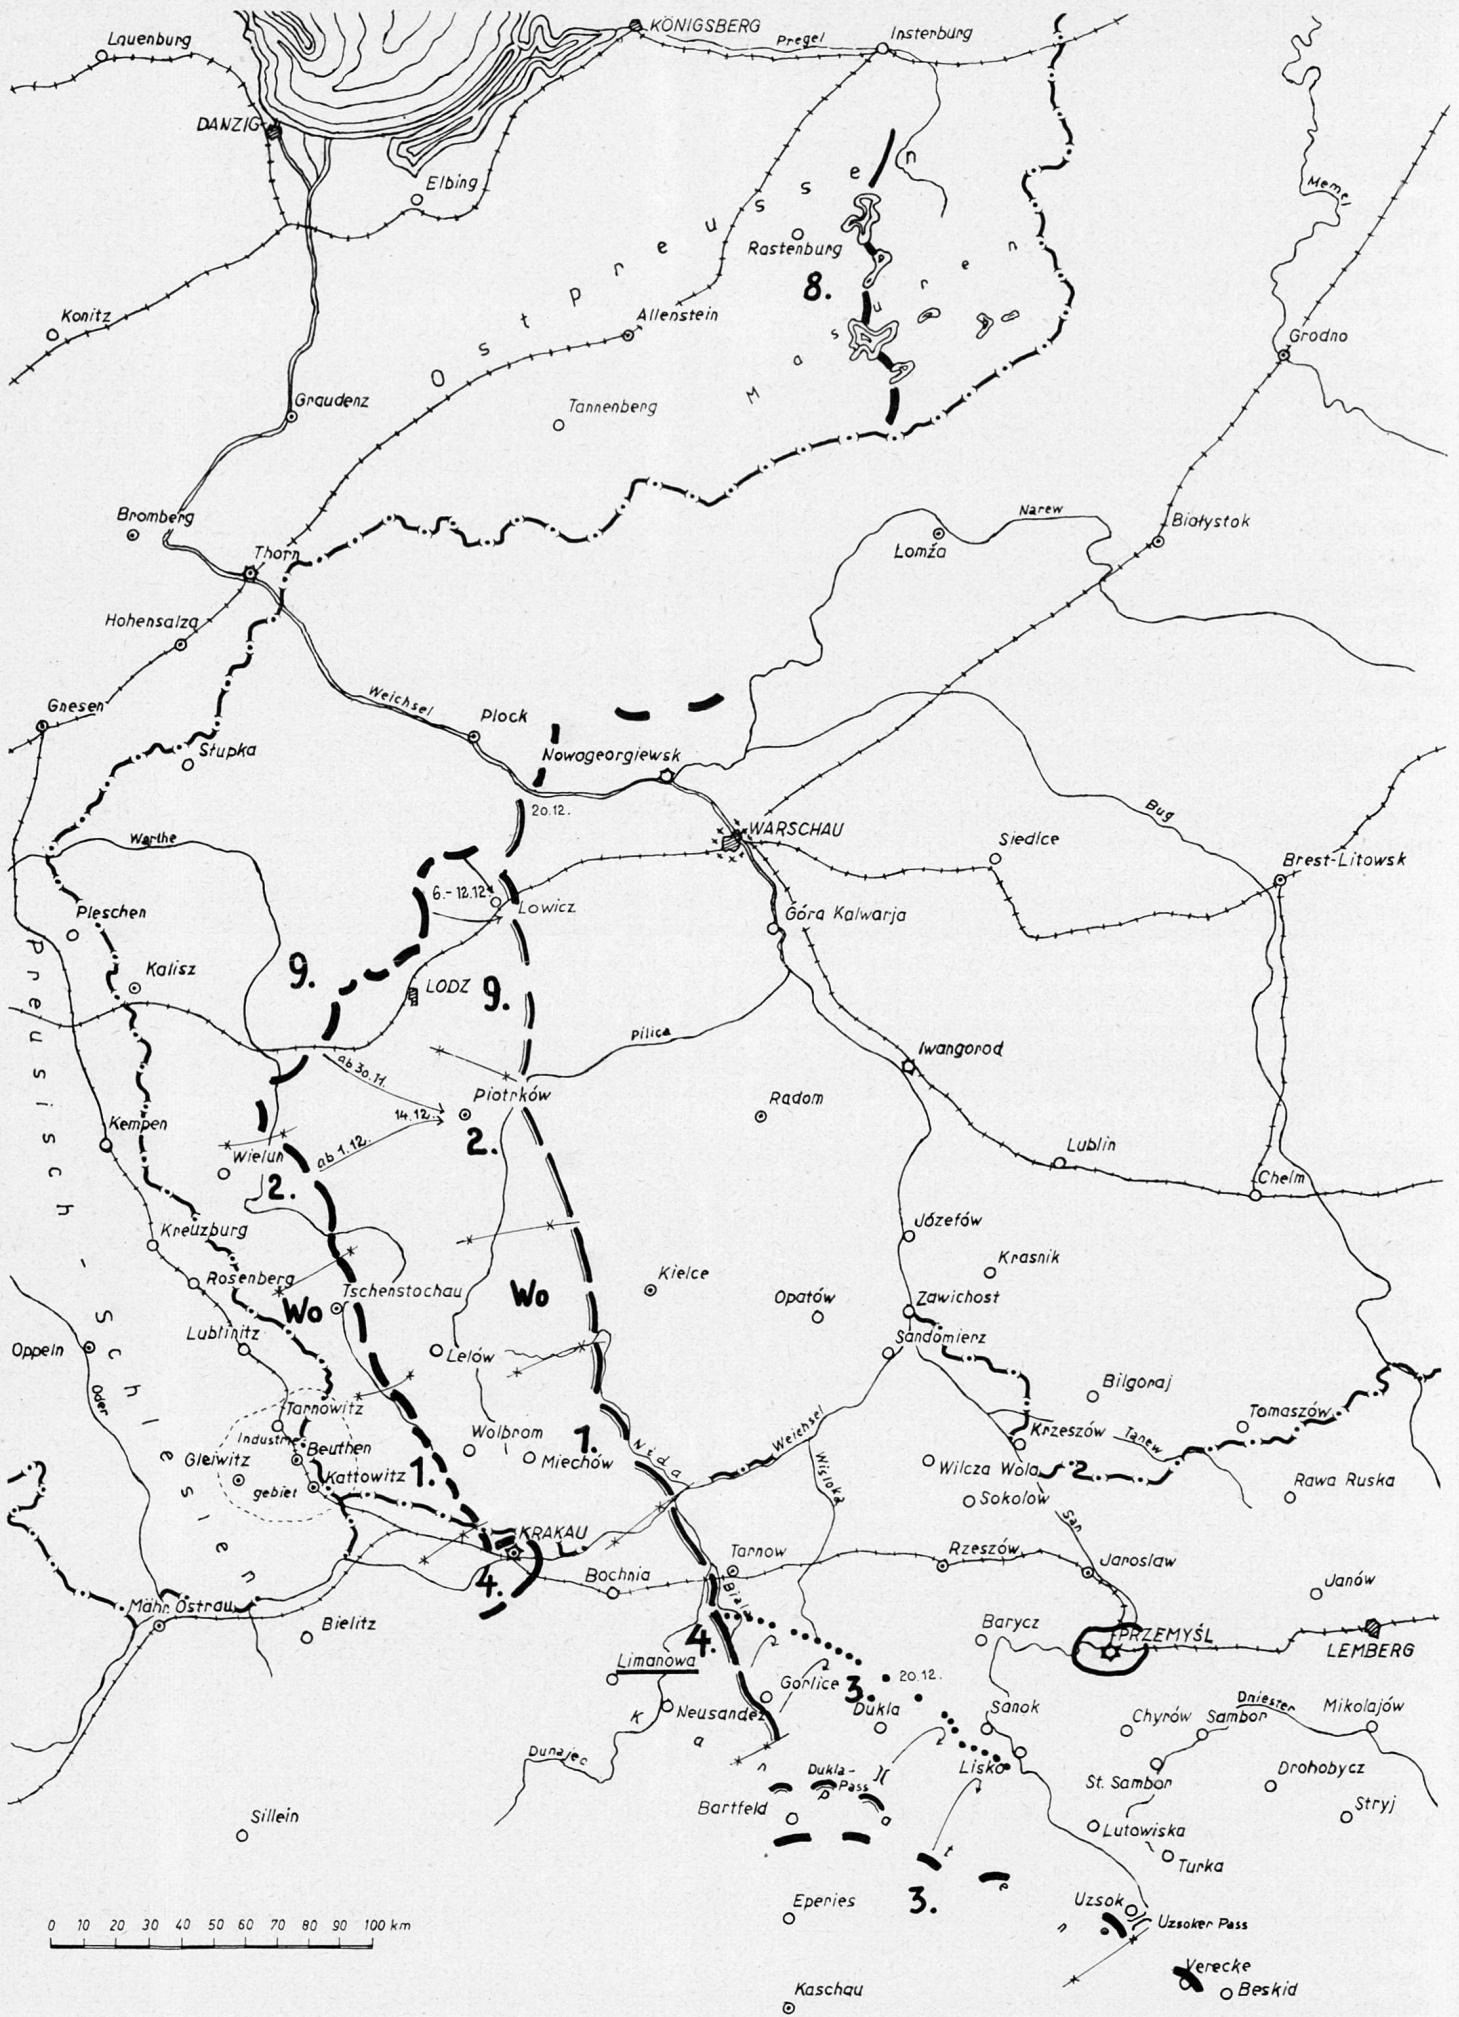 KÖNIGSBERG
Pregel
Insterburg
Lauenburg
DANZIG
Elbing
Memel
Ostpreussen
Rastenburg
8.
Masuren
Konitz
Allenstein
Grodno
Graudenz
Tannenberg
Bromberg
Narew
Białystok
Lomźa
Thorn
Hohensalza
Gnesen
Weichsel
Plock
Słupka
Nowogeorgiewsk
20.12.
Bug
Warthe
WARSCHAU
Siedlce
Brest-Litowsk
6.-12.12.
Lowicz
Pleschen
Góra Kalwarja
Kalisz
9.
LODZ
9.
Pilica
Iwangorod
ab 30.11.
Piotrków
14.12.
Radom
2.
Kempen
Lublin
Wielun
ab 1.12.
2.
Chelm
Kreuzburg
Józefów
Krasnik
Rosenberg
Tschenstochau
Kielce
Wo
Wo
Opatów
Zawichost
Preusisch-Schlesien
Lublinitz
Sandomierz
Oppeln
Lelów
Oder
Bilgoraj
Tarnowitz
Tomaszów
Industrie-
Beuthen
Wolbrom
1.
Nida
Weichsel
Krzeszów
Tanew
Gleiwitz
Miechów
Kattowitz
1.
Wisloka
Wilcza Wola
2
Rawa Ruska
gebiet
Sokolow
San
KRAKAU
Tarnow
Rzeszów
Jaroslaw
4.
Bochnia
Biala
Janów
Mähr. Ostrau
Bielitz
Barycz
PRZEMYŚL
LEMBERG
4.
Limanowa
Gorlice
3.
20.12.
Neusandez
Dukla
Sanok
Dniester
Chyrów
Sambor
Mikolajów
Karpaten
Dunajec
Dukla-
Pass
Lisko
St. Sambor
Drohobycz
Bartfeld
Stryj
Sillein
Lutowiska
Turka
Eperies
3.
Uzsok
Uzsoker Pass
0 10 20 30 40 50 60 70 80 90 100 km
Verecke
Beskid
Kaschau